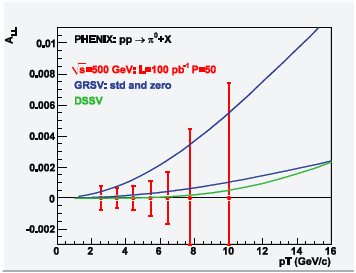 A_LL
PHENIX: pp → π⁰+X
√s=500 GeV: L=100 pb⁻¹ P=50
GRSV: std and zero
DSSV
0.01
0.008
0.006
0.004
0.002
0
-0.002
0 2 4 6 8 10 12 14 16
pT (GeV/c)